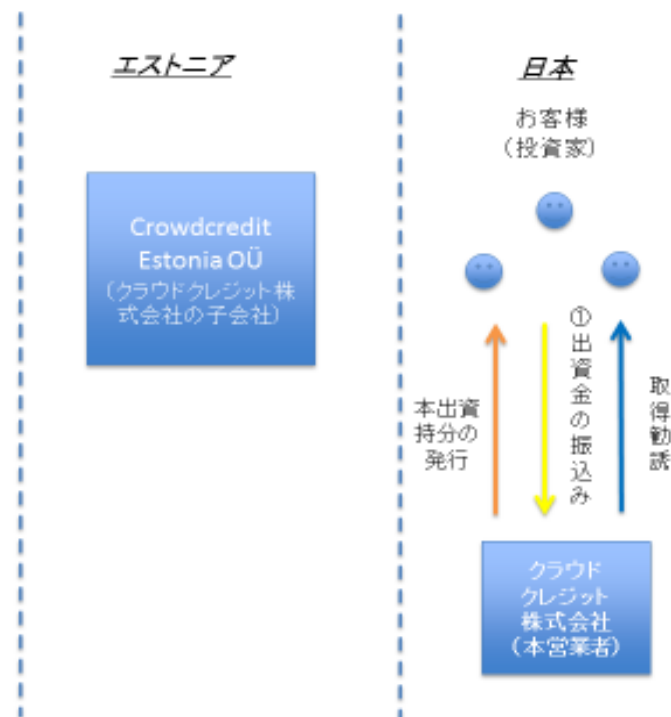 エストニア
日本
お客様
（投資家）
Crowdcredit
Estonia OÜ
（クラウドクレジット株
式会社の子会社）
本出資
持分の
発行
①出資金の振込み
取得勧誘
クラウド
クレジット
株式会社
（本営業者）